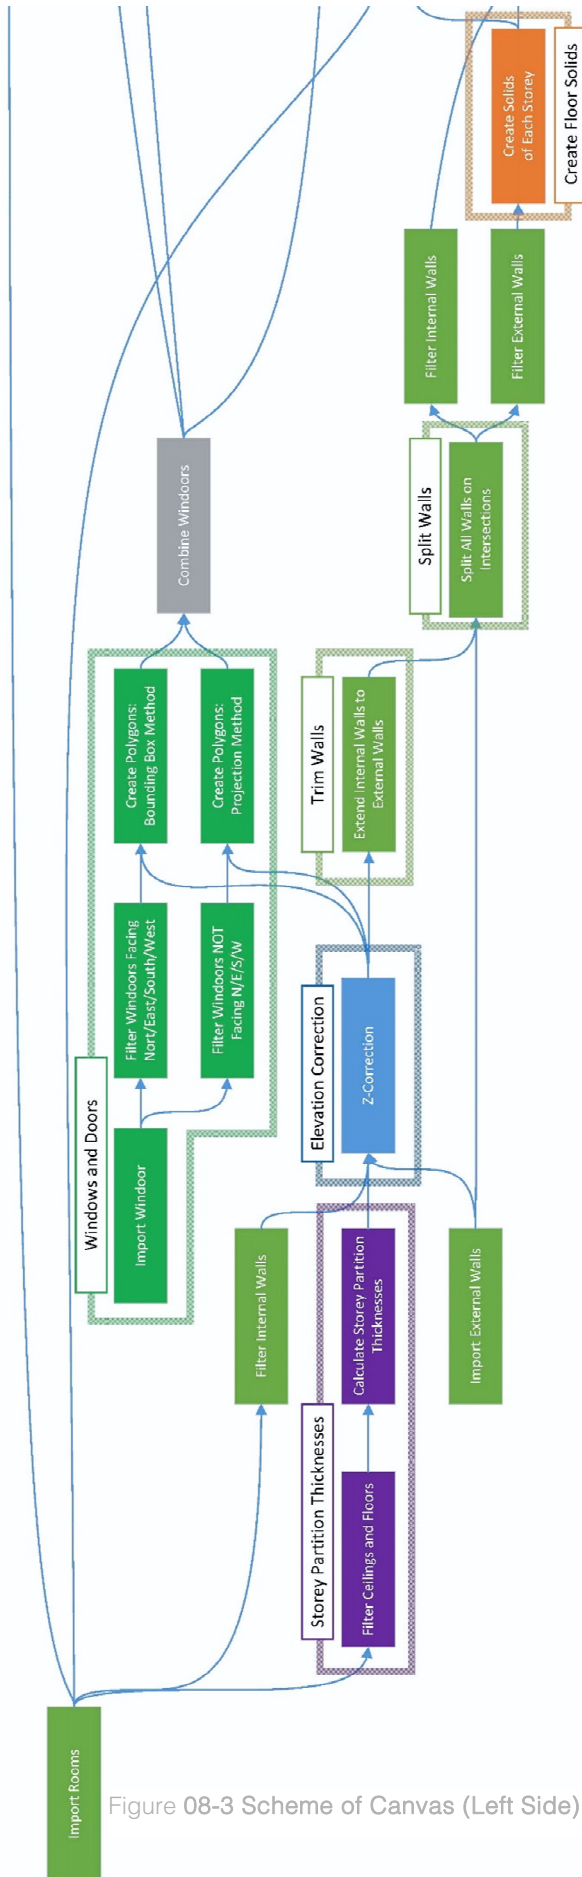 Import Rooms
Windows and Doors
Import Windoor
Filter Windoors Facing
Nort/East/South/West
Filter Windoors NOT
Facing N/E/S/W
Create Polygons:
Bounding Box Method
Create Polygons:
Projection Method
Combine Windoors
Filter Internal Walls
Storey Partition Thicknesses
Filter Ceilings and Floors
Calculate Storey Partition
Thicknesses
Elevation Correction
Z-Correction
Trim Walls
Extend Internal Walls to
External Walls
Import External Walls
Split Walls
Split All Walls on
Intersections
Filter Internal Walls
Filter External Walls
Create Solids
of Each Storey
Create Floor Solids
Figure 08-3 Scheme of Canvas (Left Side)